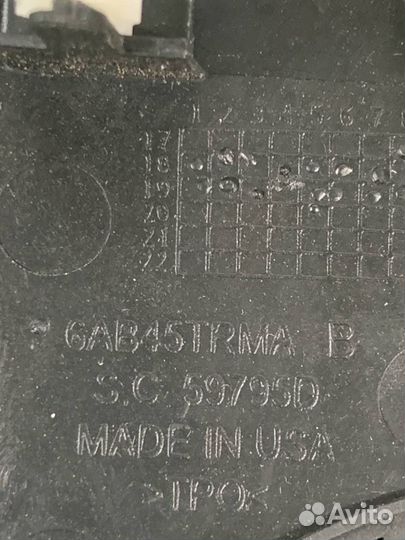 1 2 3 4 5 6 7
17
18
19
20
21
22
6AB45TRMA B
S.C. 59795D
MADE IN USA
>TPO<
Avito